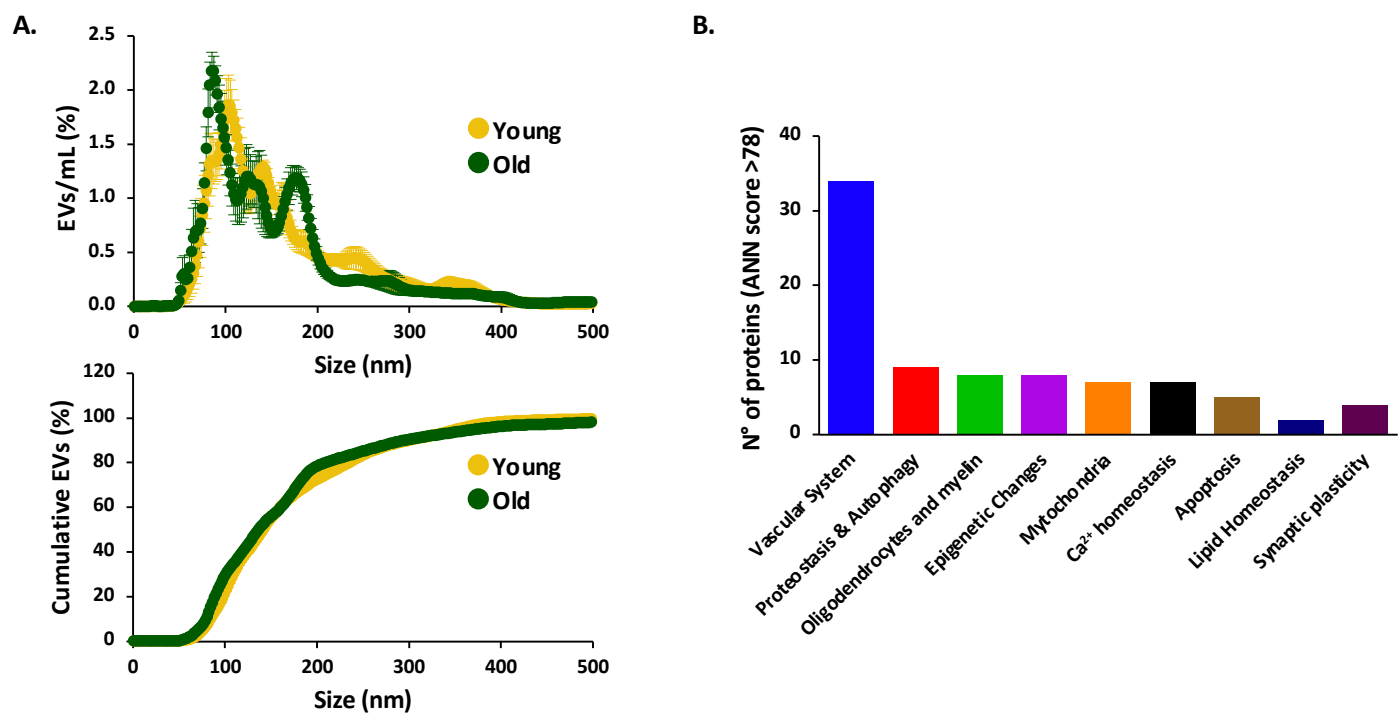 A.
2.5
2.0
1.5
1.0
0.5
0.0
EVs/mL (%)
Young
Old
0 100 200 300 400 500
Size (nm)
120
100
80
60
40
20
0
Cumulative EVs (%)
Young
Old
0 100 200 300 400 500
Size (nm)
B.
40
30
20
10
0
N° of proteins (ANN score >78)
Vascular System
Proteostasis & Autophagy
Oligodendrocytes and myelin
Epigenetic Changes
Mytochondria
Ca²⁺ homeostasis
Apoptosis
Lipid Homeostasis
Synaptic plasticity